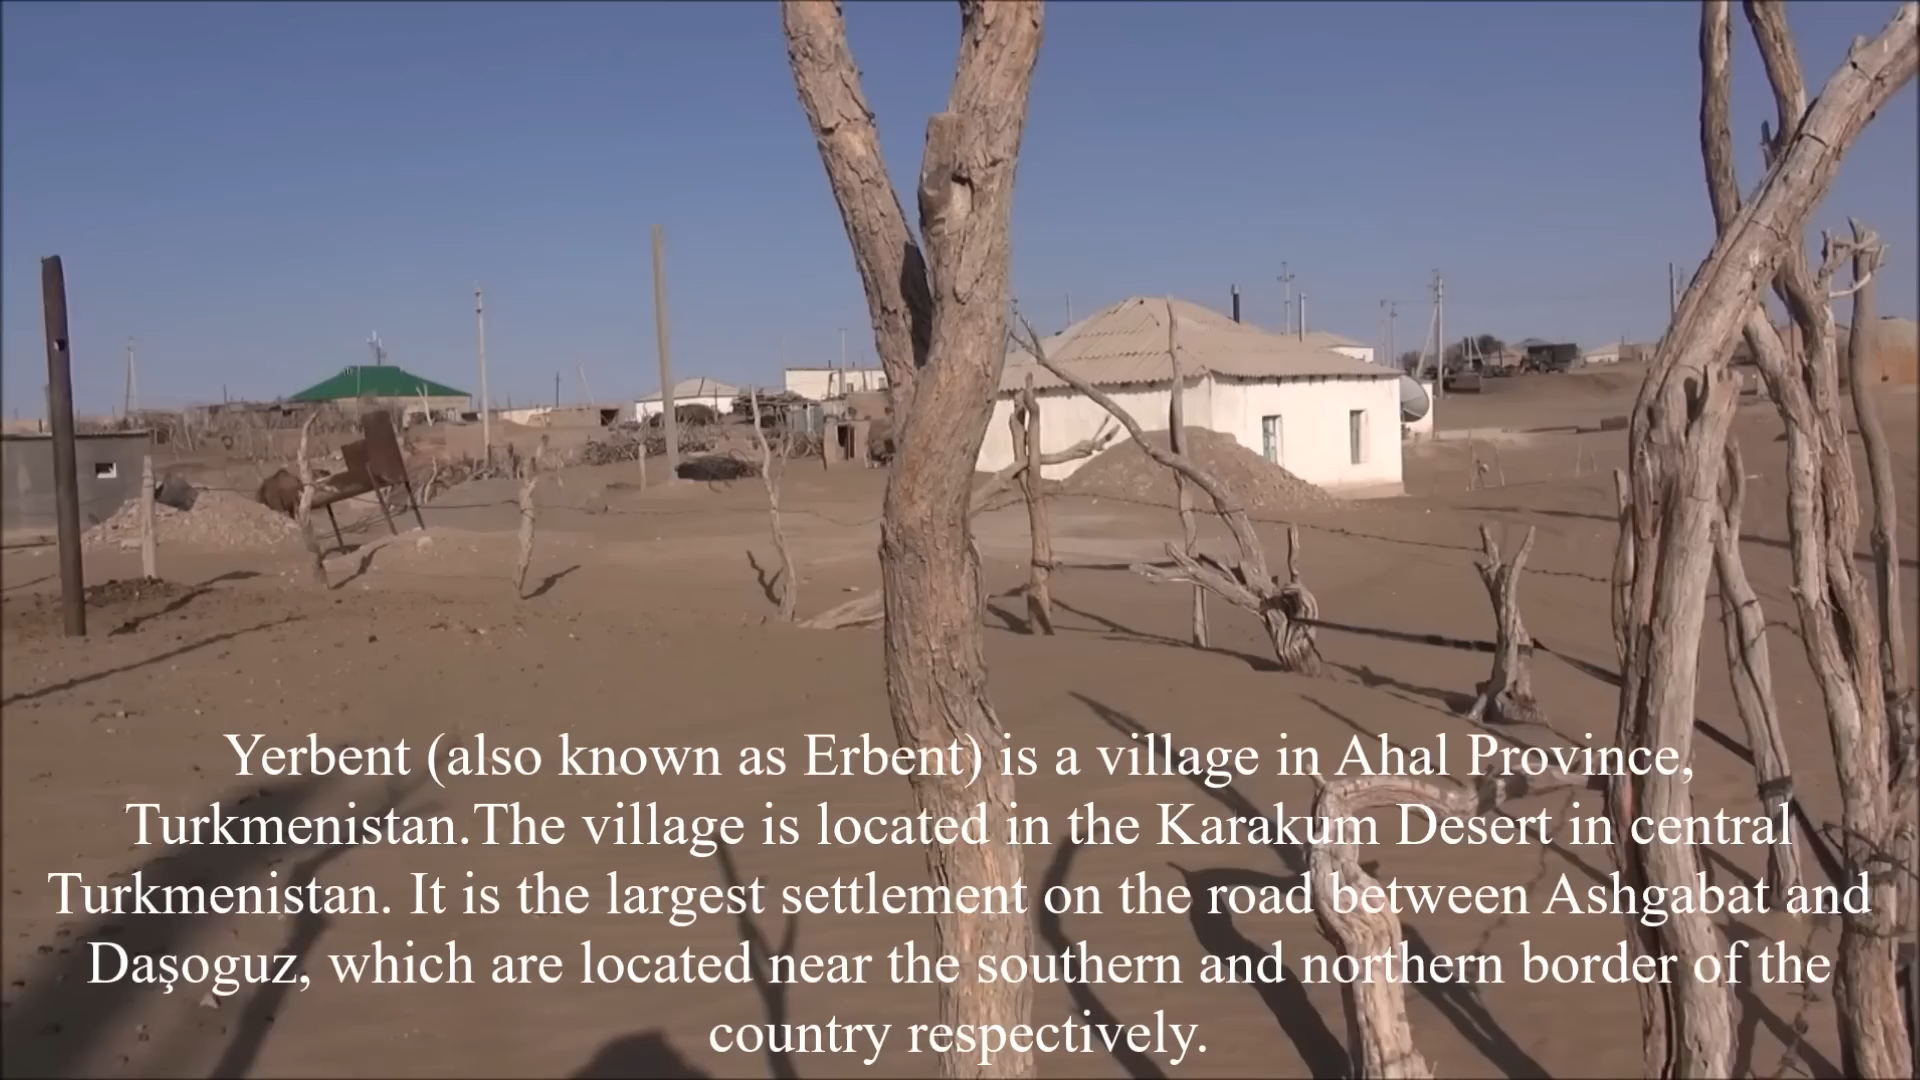 Yerbent (also known as Erbent) is a village in Ahal Province,
Turkmenistan.The village is located in the Karakum Desert in central
Turkmenistan. It is the largest settlement on the road between Ashgabat and
Daşoguz, which are located near the southern and northern border of the
country respectively.